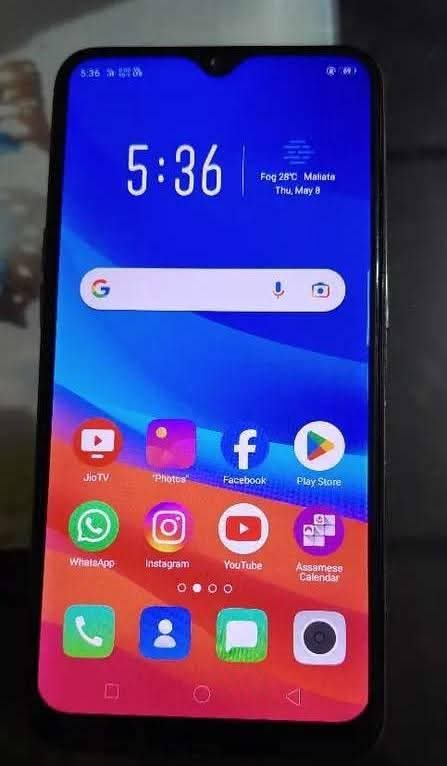 5:36
69
5:36
Fog 28°C Maliata
Thu, May 8
G
JioTV
"Photos"
Facebook
Play Store
WhatsApp
Instagram
YouTube
Assamese
Calendar